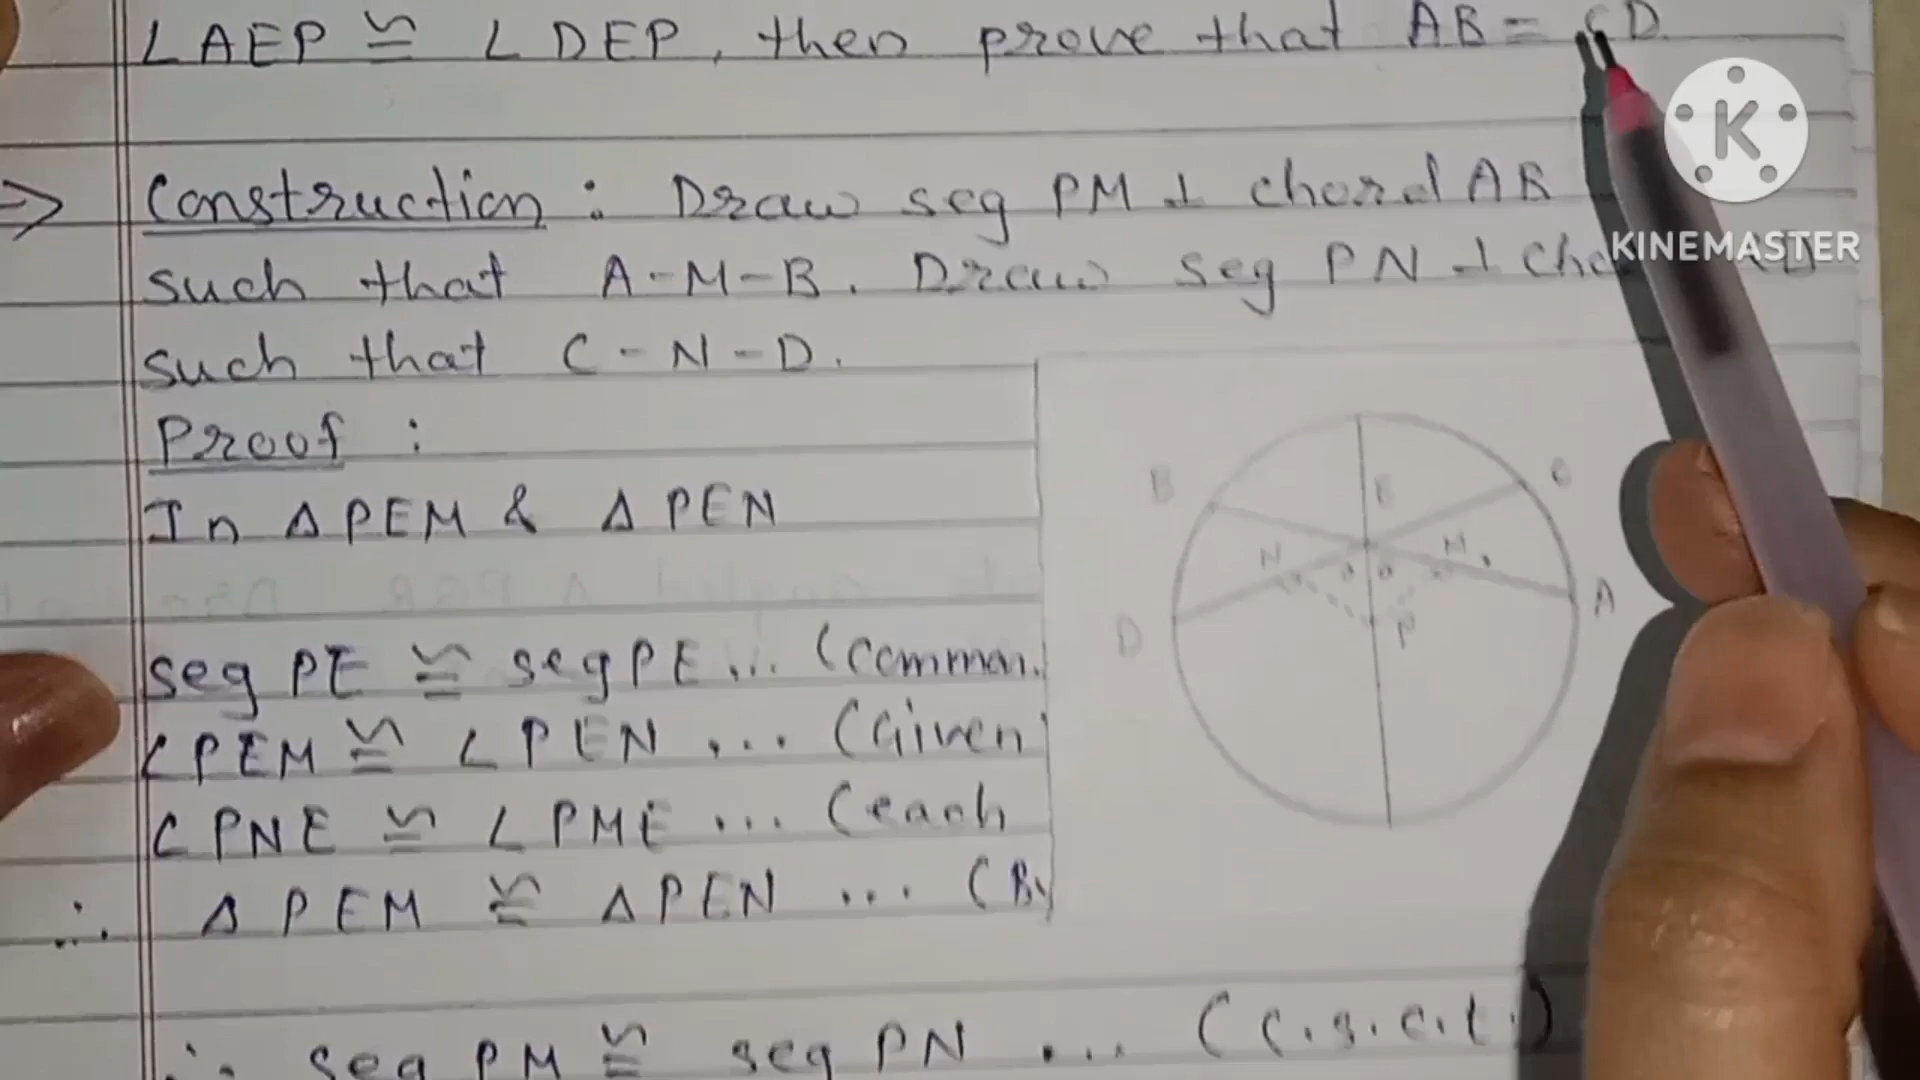 ∠AEP ≅ ∠DEP, then prove that AB = CD.
K
KINEMASTER
⇒ Construction : Draw seg PM ⊥ chord AB
such that A-M-B. Draw seg PN ⊥ D
such that C-N-D.
Proof :
In Δ PEM & Δ PEN
seg PE ≅ seg PE ... (Common.
∠PEM ≅ ∠PEN ... (Given
∠PNE ≅ ∠PME ... (each
∴ Δ PEM ≅ Δ PEN ... (By
∴ seg PM ≅ seg PN ... (C.s.c.t.)
B
E
N
M
D
P
A